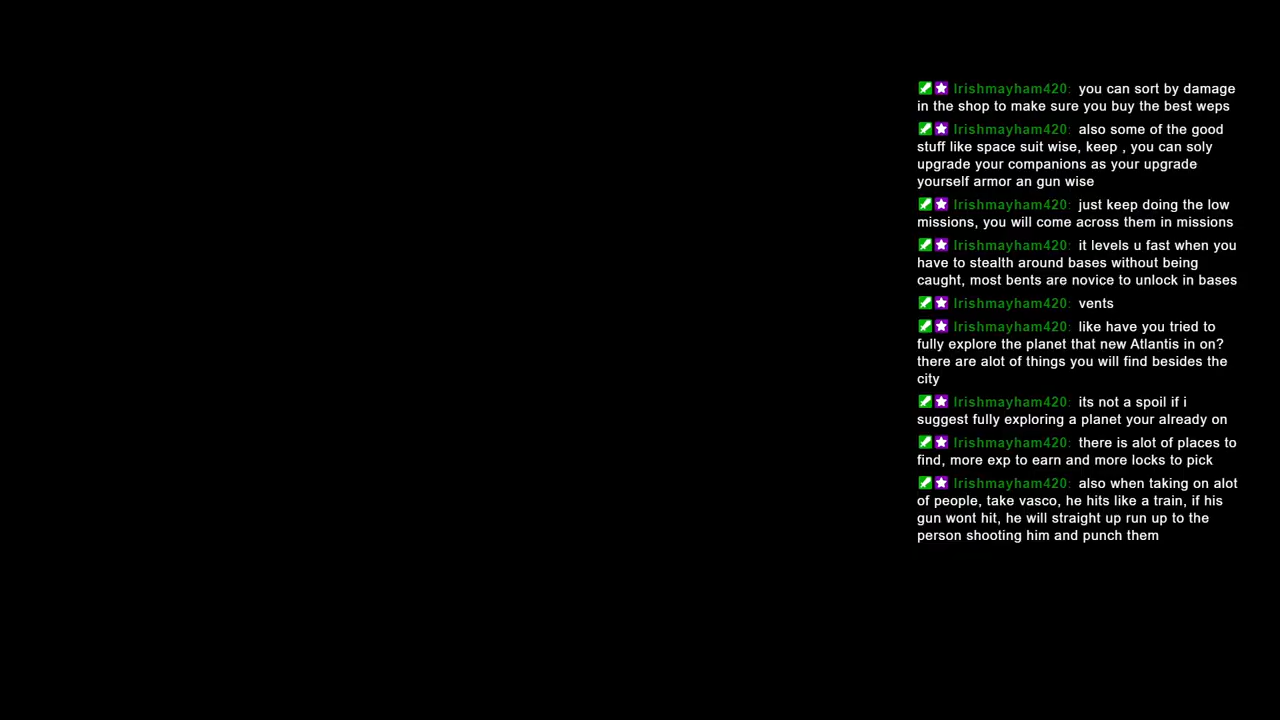 Irishmayham420: you can sort by damage
in the shop to make sure you buy the best weps
Irishmayham420: also some of the good
stuff like space suit wise, keep , you can soly
upgrade your companions as your upgrade
yourself armor an gun wise
Irishmayham420: just keep doing the low
missions, you will come across them in missions
Irishmayham420: it levels u fast when you
have to stealth around bases without being
caught, most bents are novice to unlock in bases
Irishmayham420: vents
Irishmayham420: like have you tried to
fully explore the planet that new Atlantis in on?
there are alot of things you will find besides the
city
Irishmayham420: its not a spoil if i
suggest fully exploring a planet your already on
Irishmayham420: there is alot of places to
find, more exp to earn and more locks to pick
Irishmayham420: also when taking on alot
of people, take vasco, he hits like a train, if his
gun wont hit, he will straight up run up to the
person shooting him and punch them